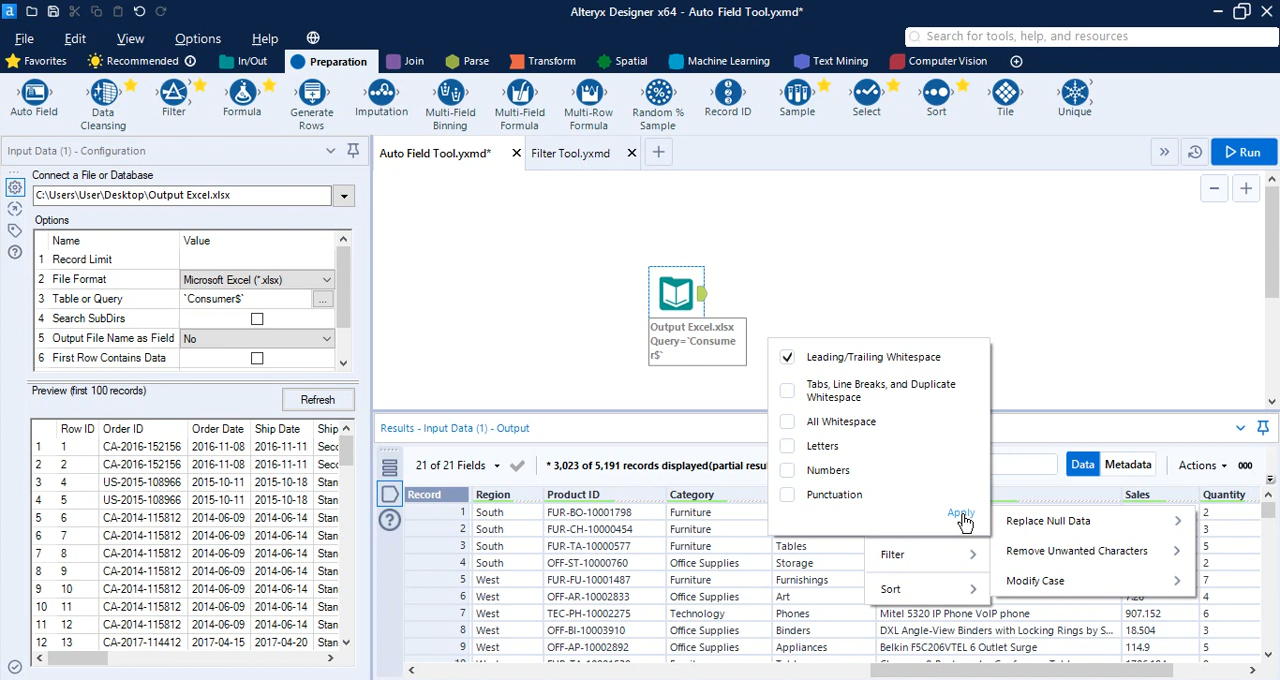 Alteryx Designer x64 - Auto Field Tool.yxmd*
File Edit View Options Help
Search for tools, help, and resources
Favorites Recommended In/Out Preparation Join Parse Transform Spatial Machine Learning Text Mining Computer Vision
Auto Field Data Cleansing Filter Formula Generate Rows Imputation Multi-Field Binning Multi-Field Formula Multi-Row Formula Random % Sample Record ID Sample Select Sort Tile Unique
Input Data (1) - Configuration
Auto Field Tool.yxmd* Filter Tool.yxmd
Run
Connect a File or Database
C:\Users\User\Desktop\Output Excel.xlsx
Options
Name Value
1 Record Limit
2 File Format Microsoft Excel (*.xlsx)
3 Table or Query `Consumers$` ...
4 Search SubDirs
5 Output File Name as Field No
6 First Row Contains Data
Preview (first 100 records) Refresh
Row ID Order ID Order Date Ship Date Ship
1 1 CA-2016-152156 2016-11-08 2016-11-11
2 2 CA-2016-152156 2016-11-08 2016-11-11
3 4 US-2015-108966 2015-10-11 2015-10-18 Stan
4 5 US-2015-108966 2015-10-11 2015-10-18 Stan
5 6 CA-2014-115812 2014-06-09 2014-06-14 Stan
6 7 CA-2014-115812 2014-06-09 2014-06-14 Stan
7 8 CA-2014-115812 2014-06-09 2014-06-14 Stan
8 9 CA-2014-115812 2014-06-09 2014-06-14 Stan
9 10 CA-2014-115812 2014-06-09 2014-06-14 Stan
10 11 CA-2014-115812 2014-06-09 2014-06-14 Stan
11 12 CA-2014-115812 2014-06-09 2014-06-14 Stan
12 13 CA-2017-114412 2017-04-15 2017-04-20 Stan
Output Excel.xlsx
Query=`Consume
r$`
Leading/Trailing Whitespace
Tabs, Line Breaks, and Duplicate
Whitespace
All Whitespace
Letters
Numbers
Punctuation
Apply
Filter
Sort
Replace Null Data
Remove Unwanted Characters
Modify Case
Results - Input Data (1) - Output
21 of 21 Fields * 3,023 of 5,191 records displayed(partial resul Data Metadata Actions 000
Record Region Product ID Category Sales Quantity
1 South FUR-BO-10001798 Furniture 2
2 South FUR-CH-10000454 Furniture 3
3 South FUR-TA-10000577 Furniture Tables 5
4 South OFF-ST-10000760 Office Supplies Storage 2
5 West FUR-FU-10001487 Furniture Furnishings 7
6 West OFF-AR-10002833 Office Supplies Art 4
7 West TEC-PH-10002275 Technology Phones Mitel 5320 IP Phone VoIP phone 907.152 6
8 West OFF-BI-10003910 Office Supplies Binders DXL Angle-View Binders with Locking Rings by S... 18.504 3
9 West OFF-AP-10002892 Office Supplies Appliances Belkin F5C206VTEL 6 Outlet Surge 114.9 5